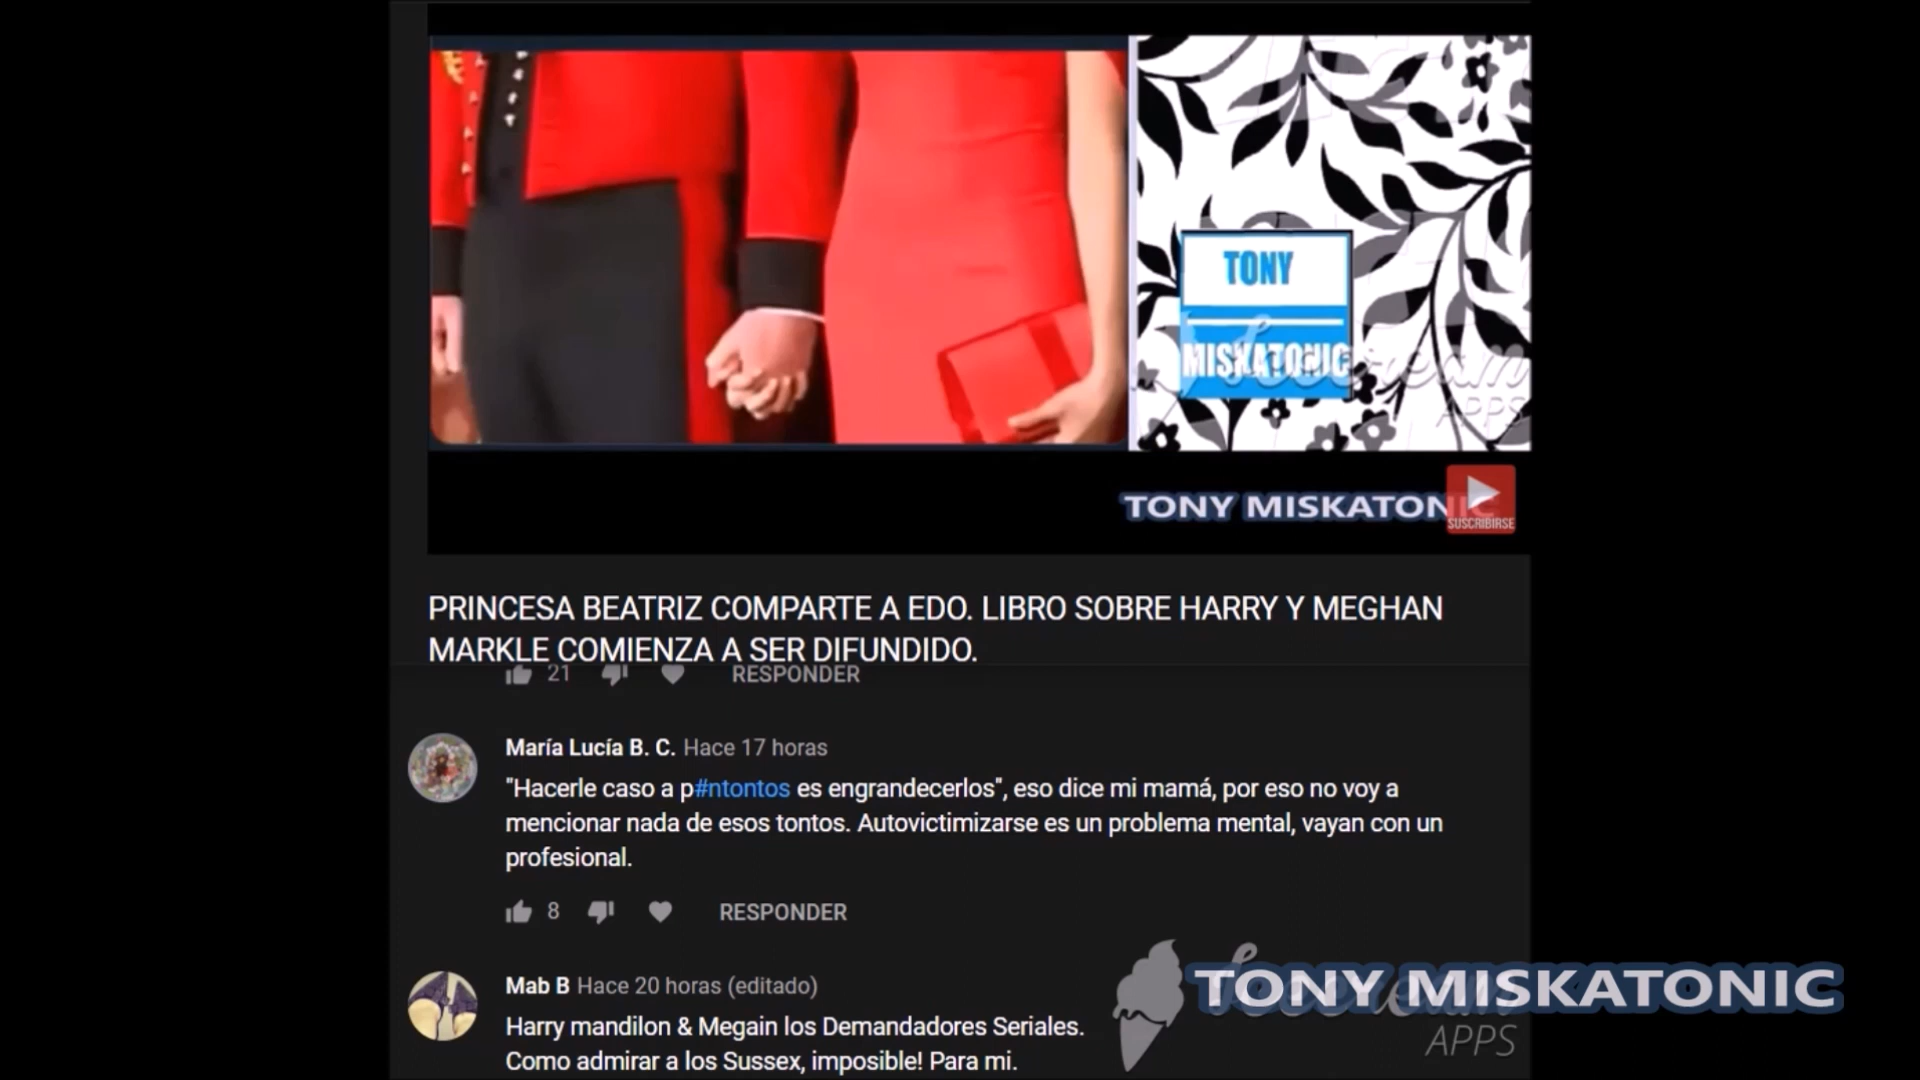 TONY
MISKATONIC
Icecream
APPS
TONY MISKATONIC
SUSCRIBIRSE
PRINCESA BEATRIZ COMPARTE A EDO. LIBRO SOBRE HARRY Y MEGHAN
MARKLE COMIENZA A SER DIFUNDIDO.
21 RESPONDER
María Lucía B. C. Hace 17 horas
"Hacerle caso a p#ntontos es engrandecerlos", eso dice mi mamá, por eso no voy a
mencionar nada de esos tontos. Autovictimizarse es un problema mental, vayan con un
profesional.
8 RESPONDER
Mab B Hace 20 horas (editado)
Harry mandilon & Megain los Demandadores Seriales.
Como admirar a los Sussex, imposible! Para mi.
Icecream
TONY MISKATONIC
APPS